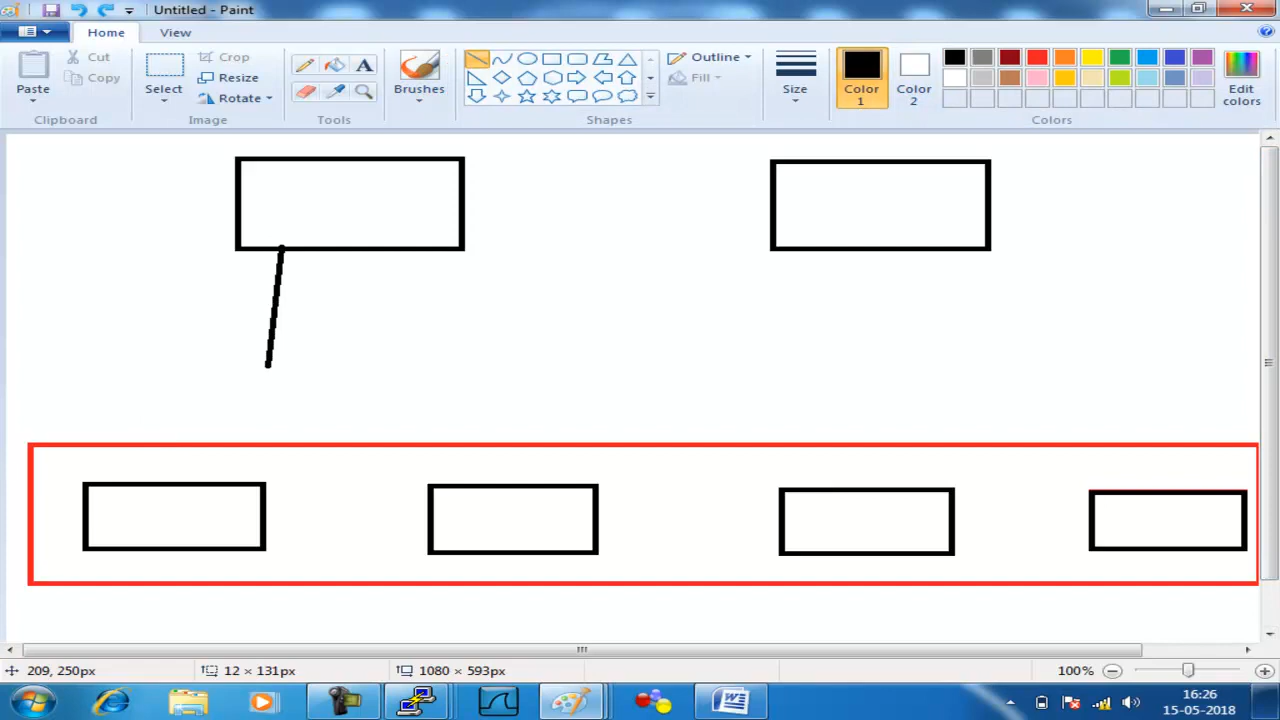 Untitled - Paint
Home View
Cut
Copy
Paste
Clipboard
Crop
Resize
Rotate
Select
Image
A
Tools
Brushes
Outline
Fill
Shapes
Size
Color 1
Color 2
Edit colors
Colors
209, 250px 12 × 131px 1080 × 593px 100%
16:26
15-05-2018